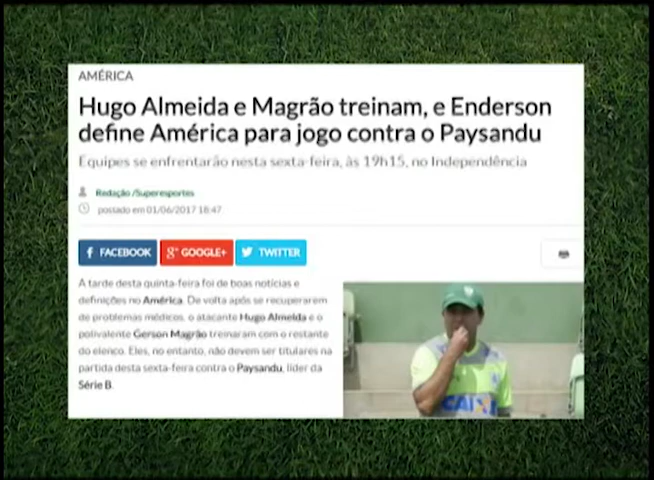 AMÉRICA
Hugo Almeida e Magrão treinam, e Enderson
define América para jogo contra o Paysandu
Equipes se enfrentarão nesta sexta-feira, às 19h15, no Independência
Redação /Superesportes
postado em 01/06/2017 18:47
f FACEBOOK g+ GOOGLE+ TWITTER
A tarde desta quinta-feira foi de boas notícias e
definições no América. De volta após se recuperarem
de problemas médicos, o atacante Hugo Almeida e o
polivalente Gerson Magrão treinaram com o restante
do elenco. Eles, no entanto, não devem ser titulares na
partida desta sexta-feira contra o Paysandu, líder da
Série B.
CAIXA